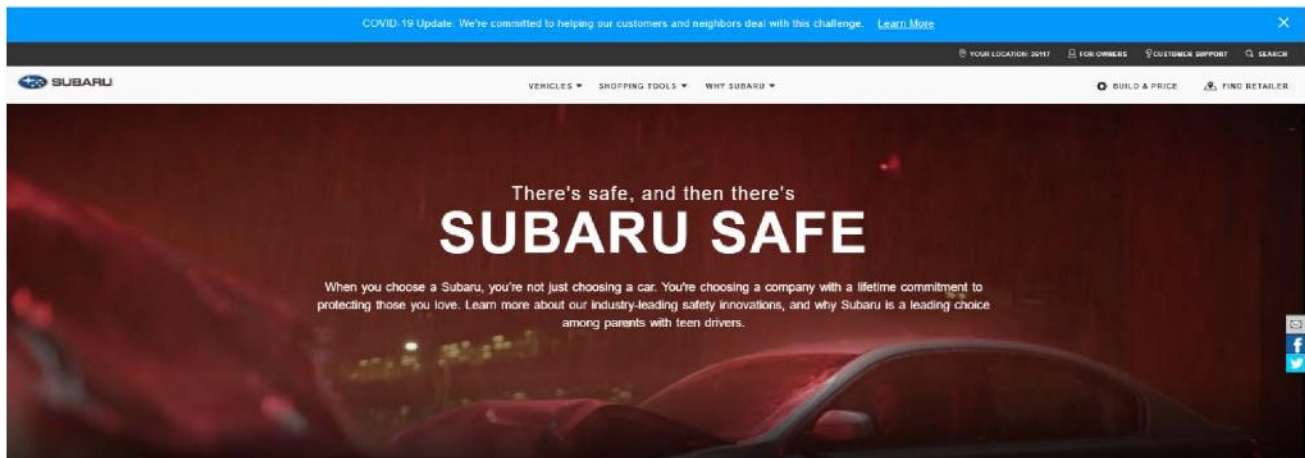 COVID-19 Update: We're committed to helping our customers and neighbors deal with this challenge. Learn More
YOUR LOCATION: 26117 FOR OWNERS CUSTOMER SUPPORT SEARCH
SUBARU VEHICLES SHOPPING TOOLS WHY SUBARU BUILD & PRICE FIND RETAILER
There's safe, and then there's
SUBARU SAFE
When you choose a Subaru, you're not just choosing a car. You're choosing a company with a lifetime commitment to
protecting those you love. Learn more about our industry-leading safety innovations, and why Subaru is a leading choice
among parents with teen drivers.